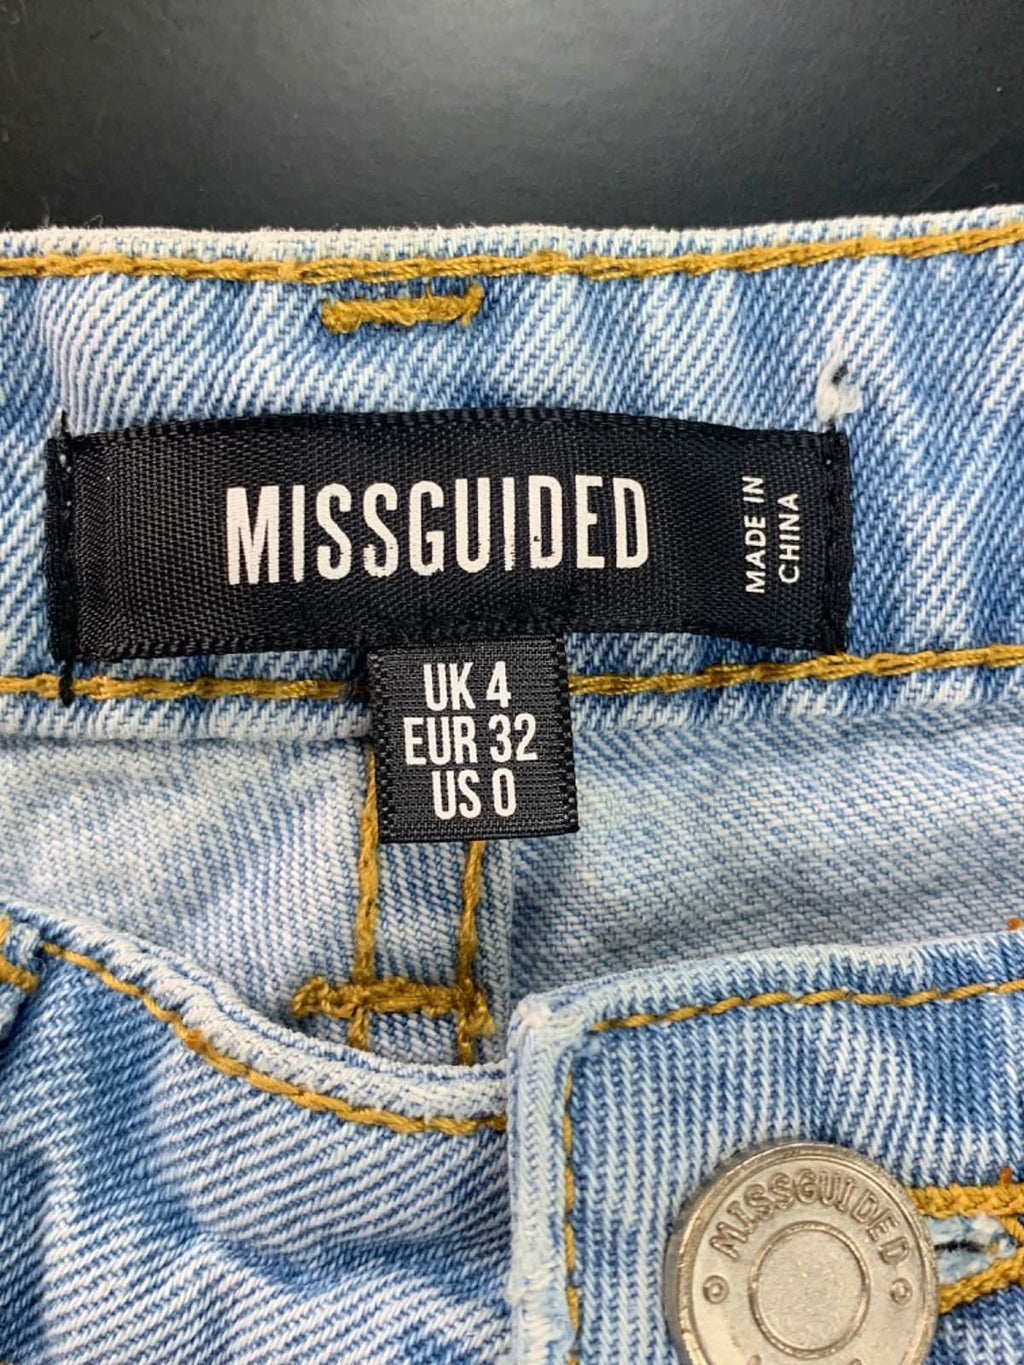 MISSGUIDED
MADE IN
CHINA
UK 4
EUR 32
US 0
MISSGUIDED